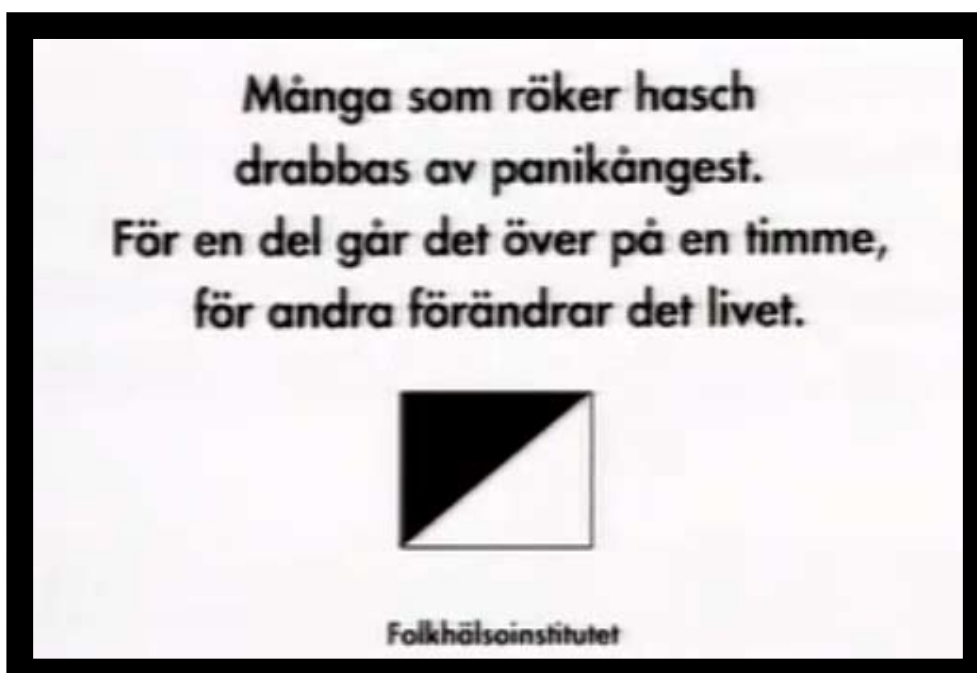 Många som röker hasch
drabbas av panikångest.
För en del går det över på en timme,
för andra förändrar det livet.
Folkhälsoinstitutet